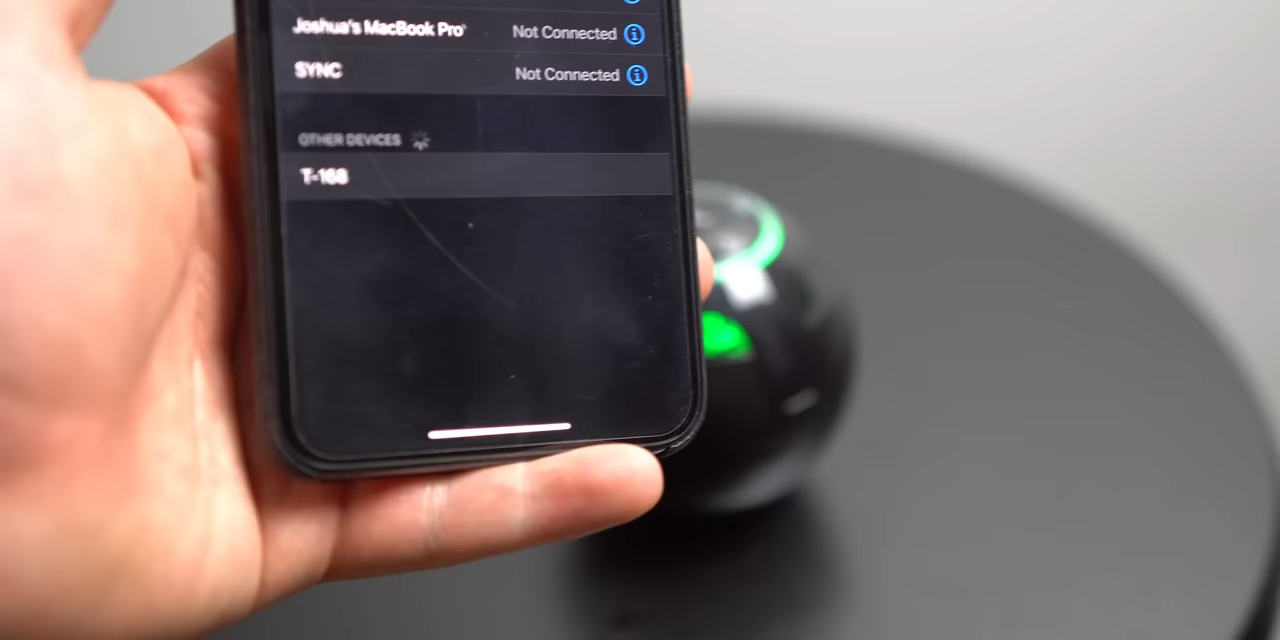 Joshua's MacBook Pro Not Connected
SYNC Not Connected
OTHER DEVICES
T-168